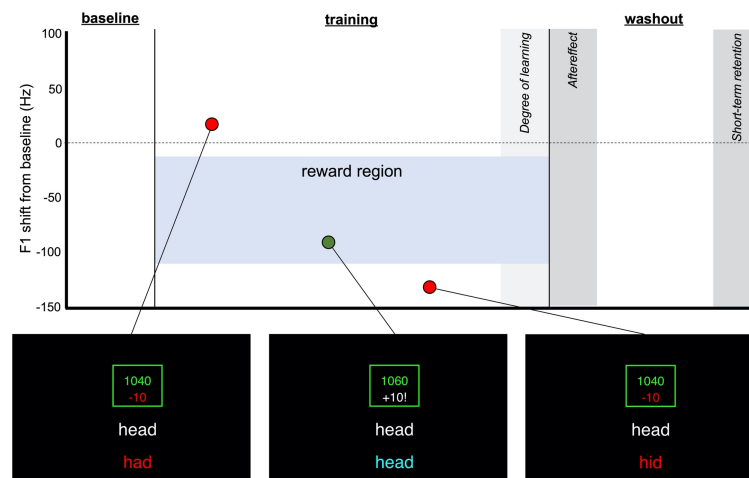 baseline
training
washout
100
50
0
-50
-100
-150
F1 shift from baseline (Hz)
reward region
Degree of learning
Aftereffect
Short-term retention
1040
-10
head
had
1060
+10!
head
head
1040
-10
head
hid